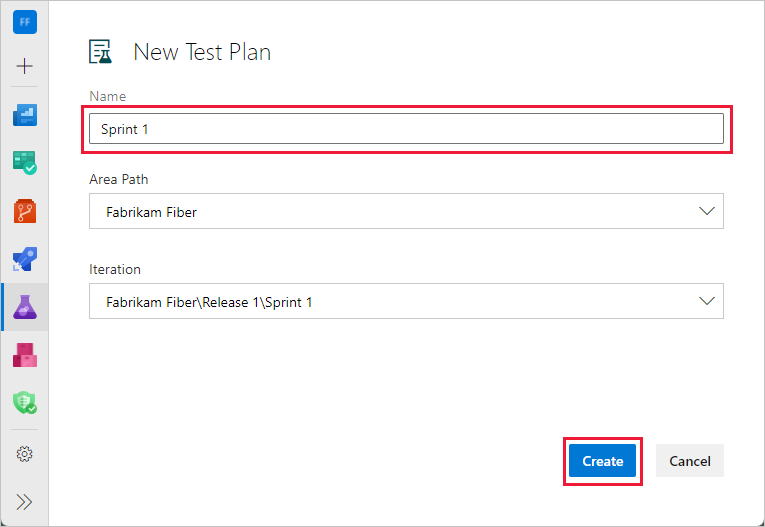 FF
New Test Plan
Name
Sprint 1
Area Path
Fabrikam Fiber
Iteration
Fabrikam Fiber\Release 1\Sprint 1
Create
Cancel